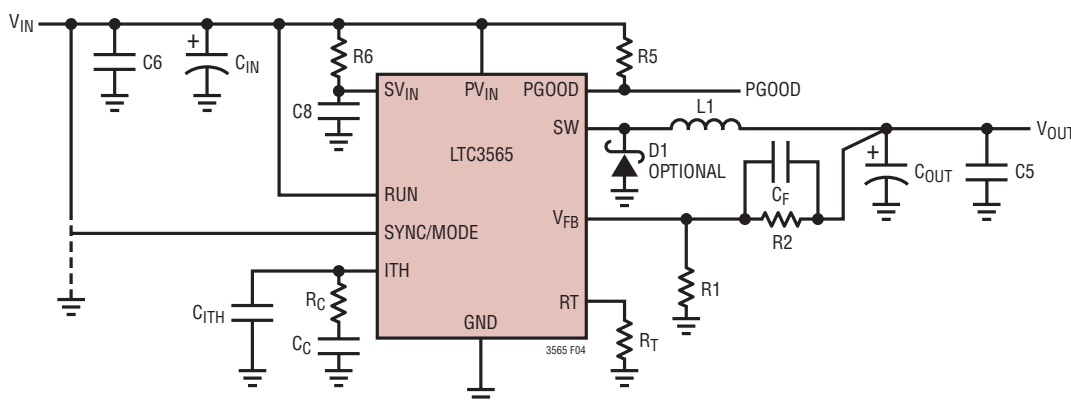 VIN
C6
+
CIN
R6
C8
R5
SVIN
PVIN
PGOOD
PGOOD
SW
L1
VOUT
LTC3565
D1
OPTIONAL
CF
+
COUT
C5
RUN
VFB
R2
SYNC/MODE
ITH
R1
CITH
RC
CC
RT
GND
RT
3565 F04